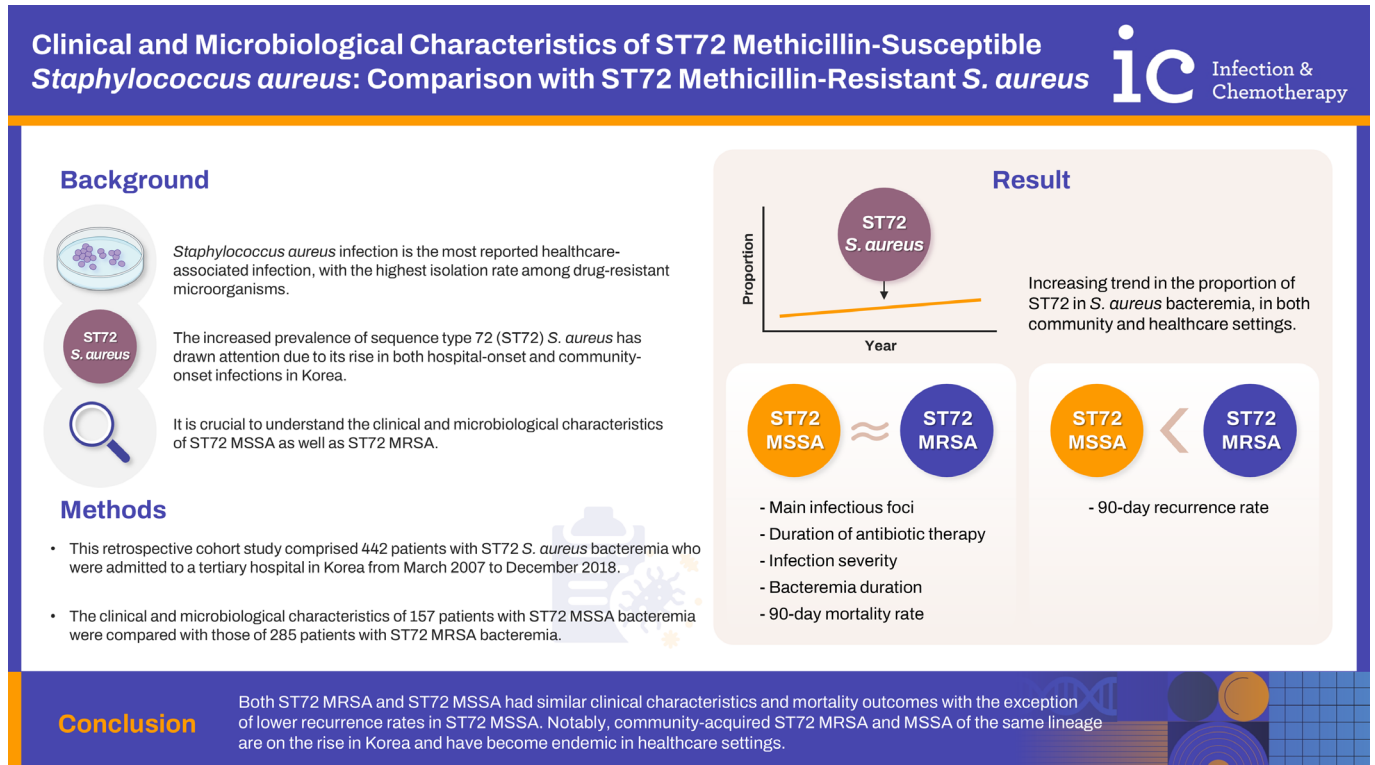 Clinical and Microbiological Characteristics of ST72 Methicillin-Susceptible
Staphylococcus aureus: Comparison with ST72 Methicillin-Resistant S. aureus
ic Infection &
Chemotherapy
Background
Staphylococcus aureus infection is the most reported healthcare-
associated infection, with the highest isolation rate among drug-resistant
microorganisms.
ST72
S. aureus
The increased prevalence of sequence type 72 (ST72) S. aureus has
drawn attention due to its rise in both hospital-onset and community-
onset infections in Korea.
It is crucial to understand the clinical and microbiological characteristics
of ST72 MSSA as well as ST72 MRSA.
Methods
• This retrospective cohort study comprised 442 patients with ST72 S. aureus bacteremia who
were admitted to a tertiary hospital in Korea from March 2007 to December 2018.
• The clinical and microbiological characteristics of 157 patients with ST72 MSSA bacteremia
were compared with those of 285 patients with ST72 MRSA bacteremia.
Result
ST72
S. aureus
Proportion
Year
Increasing trend in the proportion of
ST72 in S. aureus bacteremia, in both
community and healthcare settings.
ST72
MSSA
≈
ST72
MRSA
- Main infectious foci
- Duration of antibiotic therapy
- Infection severity
- Bacteremia duration
- 90-day mortality rate
ST72
MSSA
<
ST72
MRSA
- 90-day recurrence rate
Conclusion
Both ST72 MRSA and ST72 MSSA had similar clinical characteristics and mortality outcomes with the exception
of lower recurrence rates in ST72 MSSA. Notably, community-acquired ST72 MRSA and MSSA of the same lineage
are on the rise in Korea and have become endemic in healthcare settings.